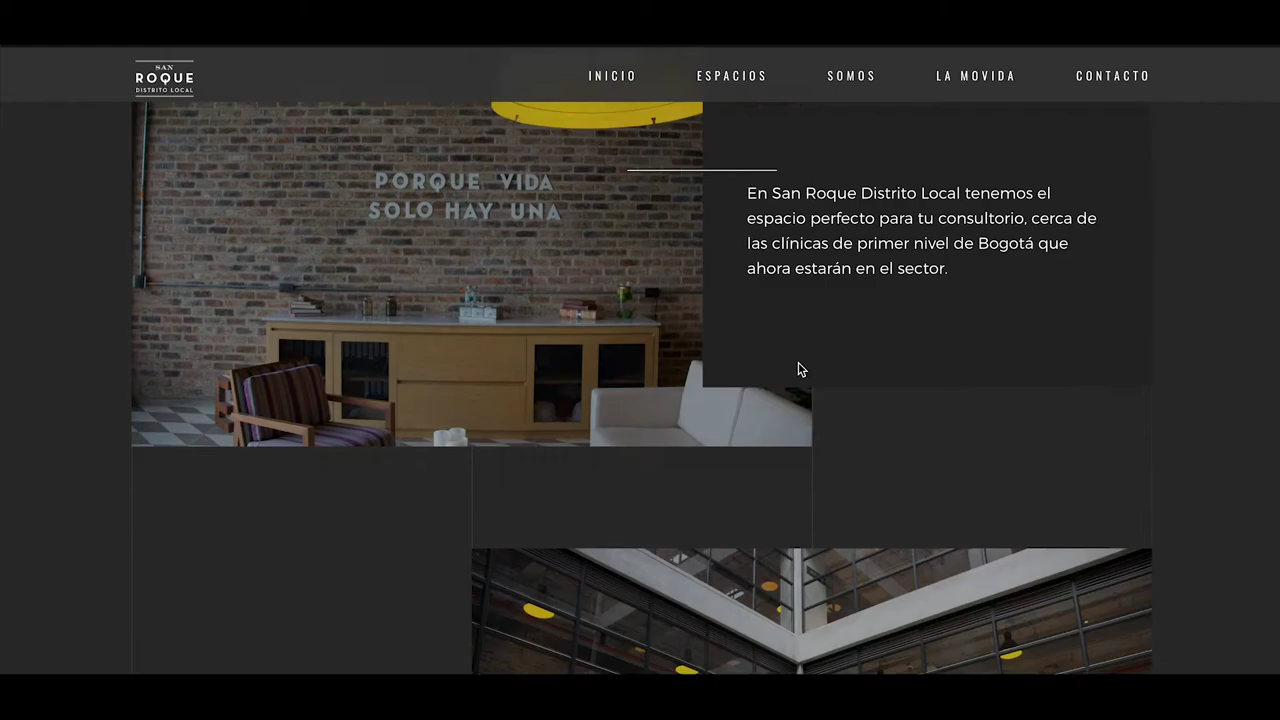 SAN
ROQUE
DISTRITO LOCAL
INICIO
ESPACIOS
SOMOS
LA MOVIDA
CONTACTO
PORQUE VIDA
SOLO HAY UNA
En San Roque Distrito Local tenemos el
espacio perfecto para tu consultorio, cerca de
las clínicas de primer nivel de Bogotá que
ahora estarán en el sector.